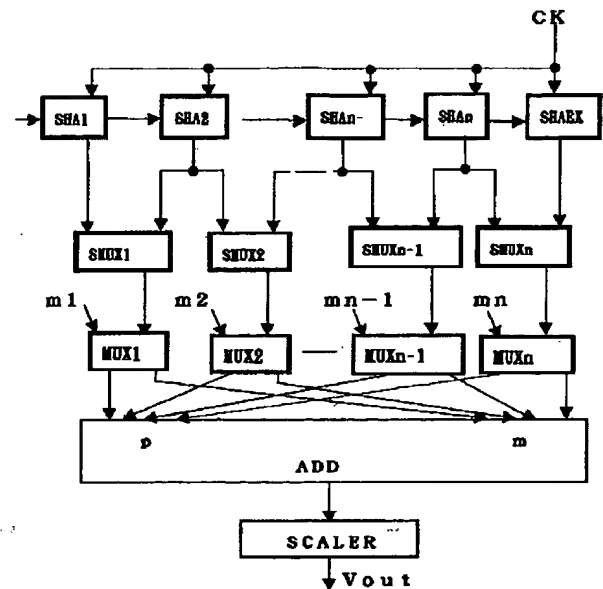 CK
SHA1 SHA2 SHAn- SHAn SHAEX
SMUX1 SMUX2 SMUXn-1 SMUXn
m1 m2 mn-1 mn
MUX1 MUX2 MUXn-1 MUXn
p m
ADD
SCALER
Vout